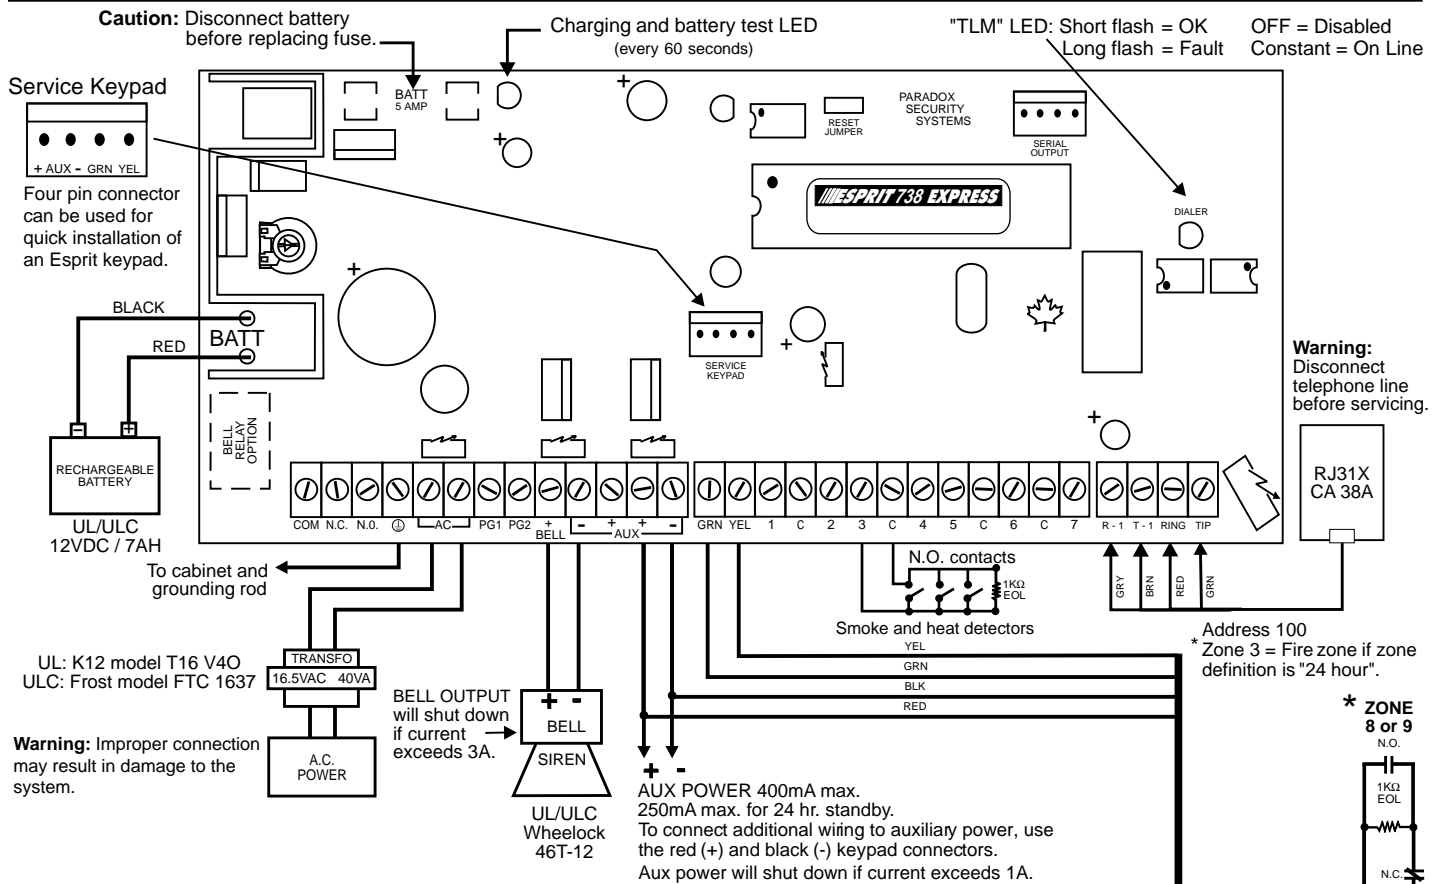 Caution: Disconnect battery
before replacing fuse.
Charging and battery test LED
(every 60 seconds)
"TLM" LED: Short flash = OK OFF = Disabled
Long flash = Fault Constant = On Line
Service Keypad
+ AUX - GRN YEL
Four pin connector
can be used for
quick installation of
an Esprit keypad.
BATT
5 AMP
+
+
RESET
JUMPER
PARADOX
SECURITY
SYSTEMS
SERIAL
OUTPUT
ESPRIT 738 EXPRESS
DIALER
BLACK
RED
BATT
+
SERVICE
KEYPAD
+
+
BELL
RELAY
OPTION
- +
RECHARGEABLE
BATTERY
UL/ULC
12VDC / 7AH
Warning:
Disconnect
telephone line
before servicing.
RJ31X
CA 38A
COM N.C. N.0. AC PG1 PG2 + - + + -
BELL AUX
GRN YEL 1 C 2 3 C 4 5 C 6 C 7
R - 1 T - 1 RING TIP
To cabinet and
grounding rod
N.O. contacts
1KΩ
EOL
Smoke and heat detectors
GRY
BRN
RED
GRN
Address 100
* Zone 3 = Fire zone if zone
definition is "24 hour".
YEL
GRN
BLK
RED
UL: K12 model T16 V4O
ULC: Frost model FTC 1637
TRANSFO
16.5VAC 40VA
A.C.
POWER
Warning: Improper connection
may result in damage to the
system.
BELL OUTPUT
will shut down
if current
exceeds 3A.
+ -
BELL
SIREN
UL/ULC
Wheelock
46T-12
+ -
AUX POWER 400mA max.
250mA max. for 24 hr. standby.
To connect additional wiring to auxiliary power, use
the red (+) and black (-) keypad connectors.
Aux power will shut down if current exceeds 1A.
* ZONE
8 or 9
N.O.
1KΩ
EOL
N.C.